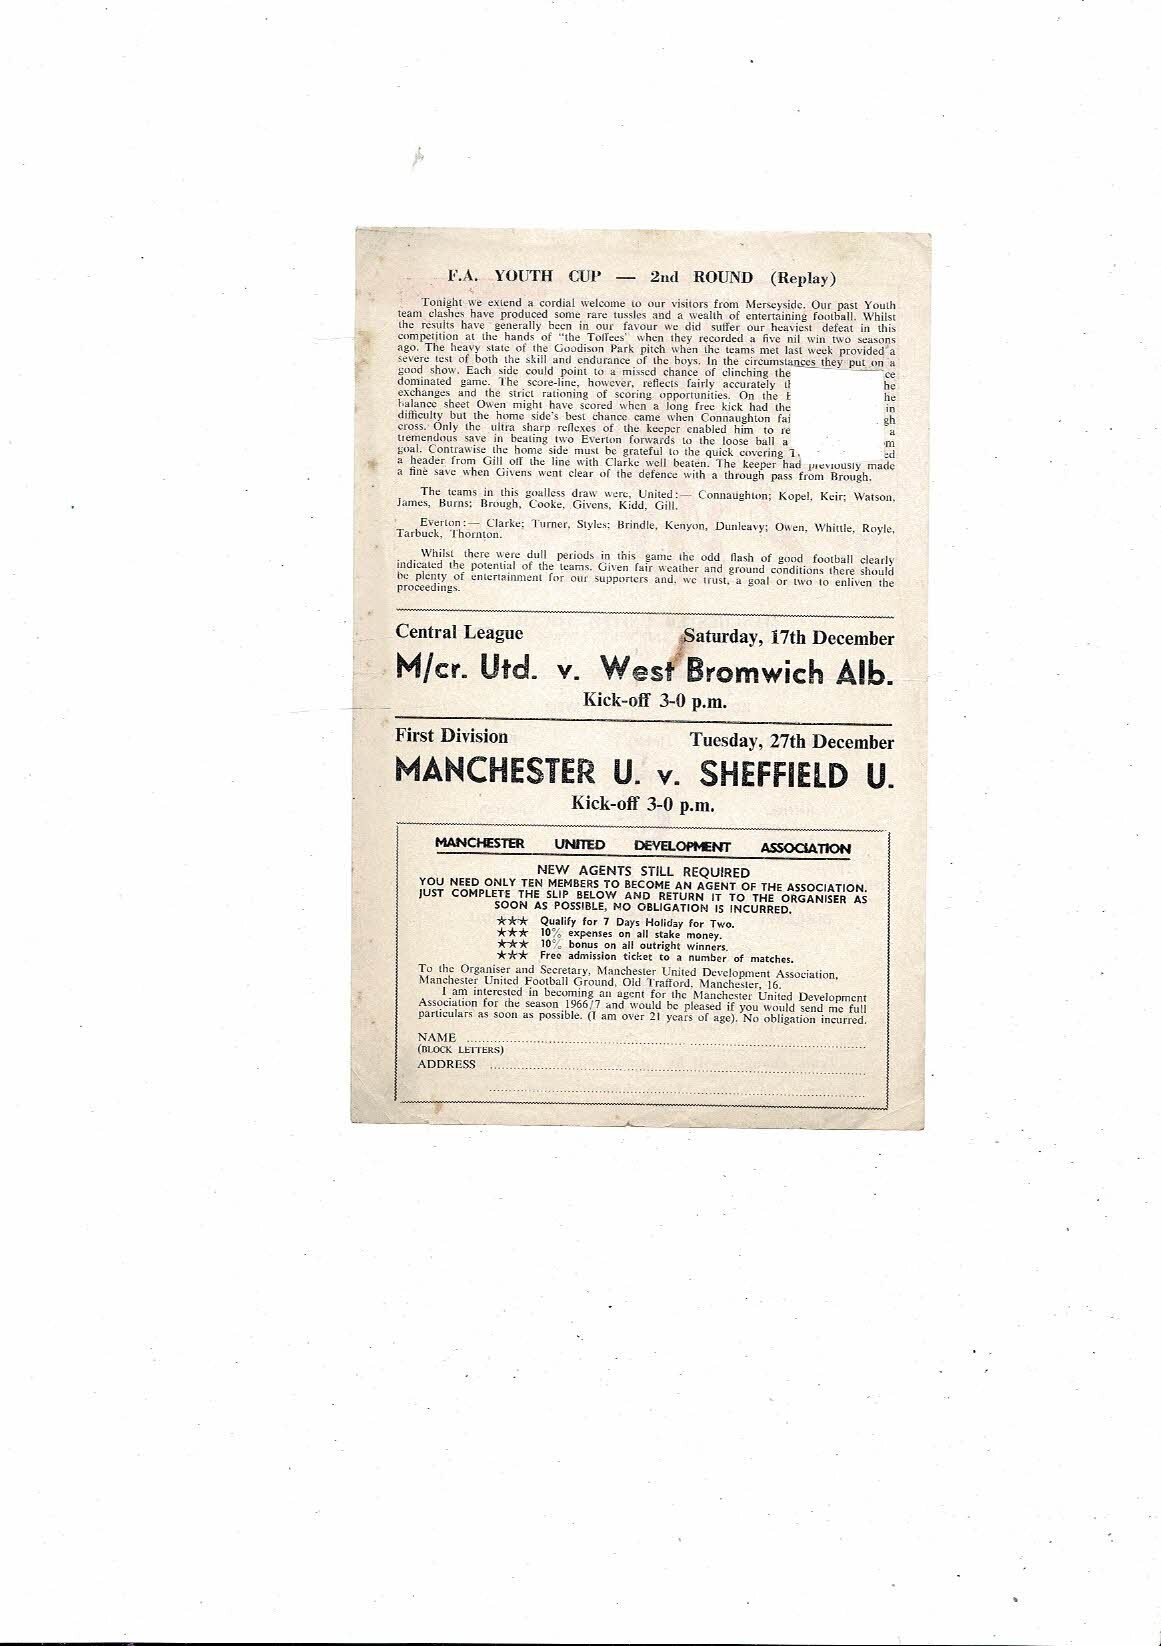 F.A. YOUTH CUP — 2nd ROUND (Replay)
Tonight we extend a cordial welcome to our visitors from Merseyside. Our past Youth
team clashes have produced some rare tussles and a wealth of entertaining football. Whilst
the results have generally been in our favour we did suffer our heaviest defeat in this
competition at the hands of "the Toffees" when they recorded a five nil win two seasons
ago. The heavy state of the Goodison Park pitch when the teams met last week provided a
severe test of both the skill and endurance of the boys. In the circumstances they put on a
good show. Each side could point to a missed chance of clinching the ce
dominated game. The score-line, however, reflects fairly accurately he
exchanges and the strict rationing of scoring opportunities. On the he
balance sheet Owen might have scored when a long free kick had the in
difficulty but the home side's best chance came when Connaughton fai gh
cross. Only the ultra sharp reflexes of the keeper enabled him to re a
tremendous save in beating two Everton forwards to the loose ball a m
goal. Contrawise the home side must be grateful to the quick covering ed
a header from Gill off the line with Clarke well beaten. The keeper had previously made
a fine save when Givens went clear of the defence with a through pass from Brough.
The teams in this goalless draw were, United:— Connaughton; Kopel, Keir; Watson,
James, Burns; Brough, Cooke, Givens, Kidd, Gill.
Everton:— Clarke; Turner, Styles; Brindle, Kenyon, Dunleavy; Owen, Whittle, Royle,
Tarbuck, Thornton.
Whilst there were dull periods in this game the odd flash of good football clearly
indicated the potential of the teams. Given fair weather and ground conditions there should
be plenty of entertainment for our supporters and, we trust, a goal or two to enliven the
proceedings.
Central League Saturday, 17th December
M/cr. Utd. v. West Bromwich Alb.
Kick-off 3-0 p.m.
First Division Tuesday, 27th December
MANCHESTER U. v. SHEFFIELD U.
Kick-off 3-0 p.m.
MANCHESTER UNITED DEVELOPMENT ASSOCIATION
NEW AGENTS STILL REQUIRED
YOU NEED ONLY TEN MEMBERS TO BECOME AN AGENT OF THE ASSOCIATION.
JUST COMPLETE THE SLIP BELOW AND RETURN IT TO THE ORGANISER AS
SOON AS POSSIBLE, NO OBLIGATION IS INCURRED.
★★★ Qualify for 7 Days Holiday for Two.
★★★ 10% expenses on all stake money.
★★★ 10% bonus on all outright winners.
★★★ Free admission ticket to a number of matches.
To the Organiser and Secretary, Manchester United Development Association,
Manchester United Football Ground, Old Trafford, Manchester, 16.
I am interested in becoming an agent for the Manchester United Development
Association for the season 1966/7 and would be pleased if you would send me full
particulars as soon as possible. (I am over 21 years of age). No obligation incurred.
NAME
(BLOCK LETTERS)
ADDRESS